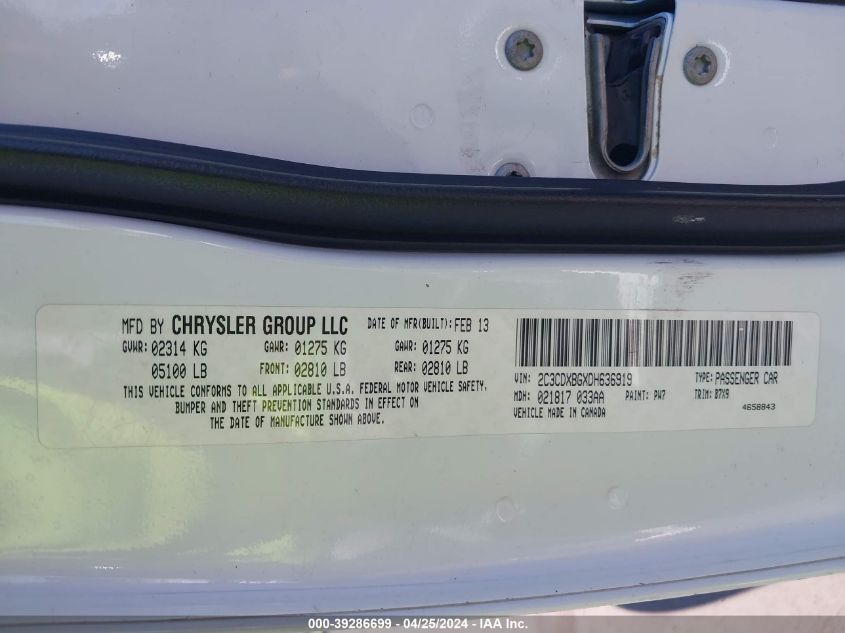 MFD BY CHRYSLER GROUP LLC DATE OF MFR(BUILT): FEB 13
GVWR: 02314 KG GAWR: 01275 KG GAWR: 01275 KG
05100 LB FRONT: 02810 LB REAR: 02810 LB
THIS VEHICLE CONFORMS TO ALL APPLICABLE U.S.A. FEDERAL MOTOR VEHICLE SAFETY,
BUMPER AND THEFT PREVENTION STANDARDS IN EFFECT ON
THE DATE OF MANUFACTURE SHOWN ABOVE.
VIN: 2C3CDXBGXDH636919 TYPE: PASSENGER CAR
MDH: 021817 033AA PAINT: PW7 TRIM: B7X9
VEHICLE MADE IN CANADA 4658843
000-39286699 - 04/25/2024 - IAA Inc.